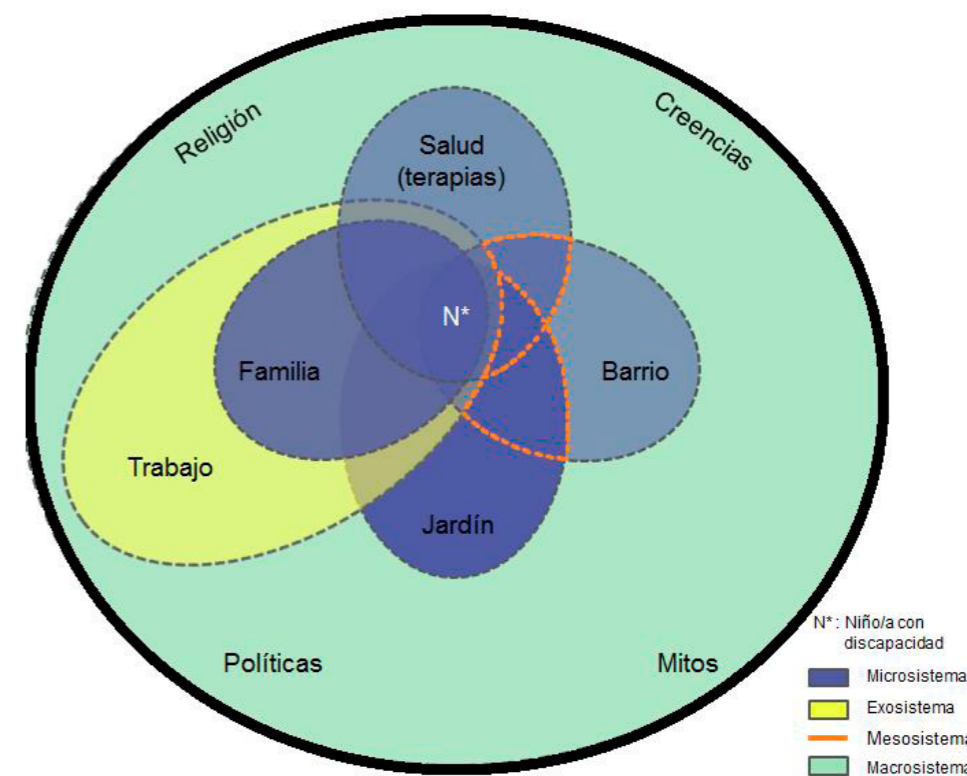 Religión
Creencias
Salud
(terapias)
N*
Familia
Barrio
Trabajo
Jardín
Políticas
Mitos
N* : Niño/a con
discapacidad
Microsistema
Exosistema
Mesosistema
Macrosistema